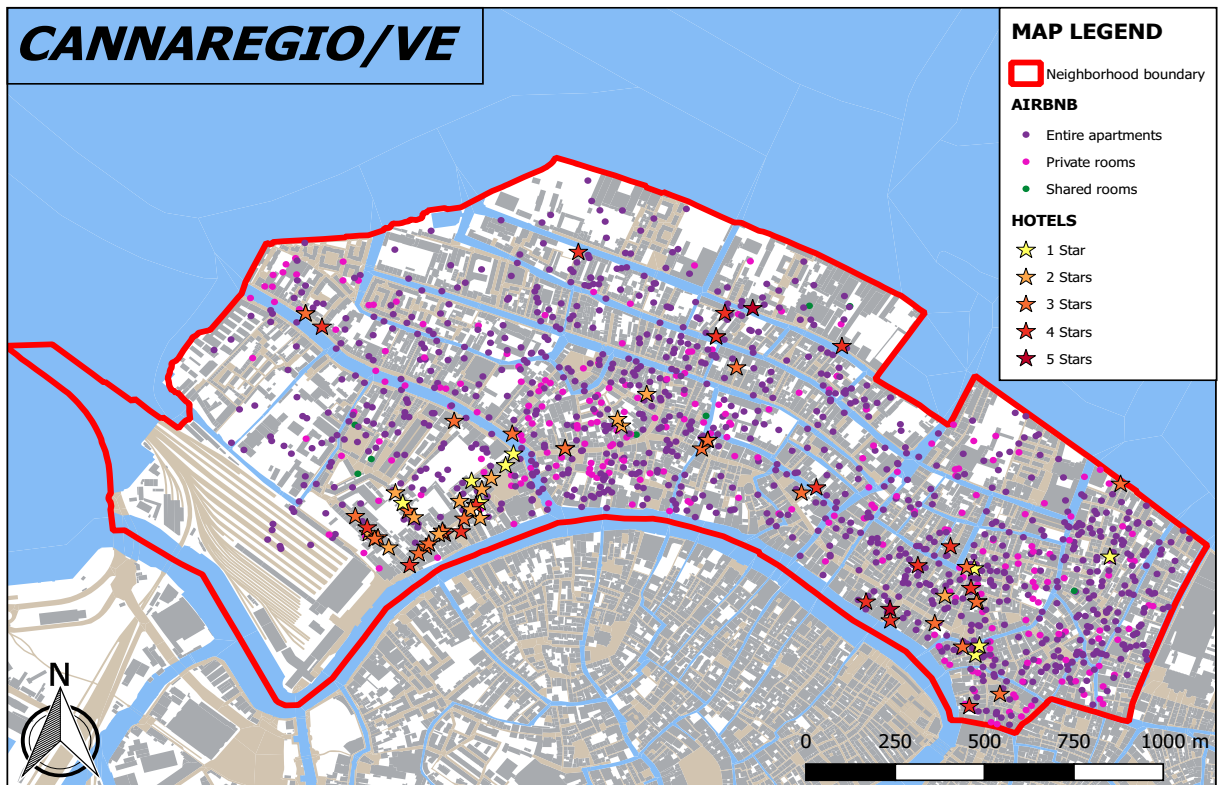 CANNAREGIO/VE
MAP LEGEND
Neighborhood boundary
AIRBNB
Entire apartments
Private rooms
Shared rooms
HOTELS
1 Star
2 Stars
3 Stars
4 Stars
5 Stars
N
0 250 500 750 1000 m